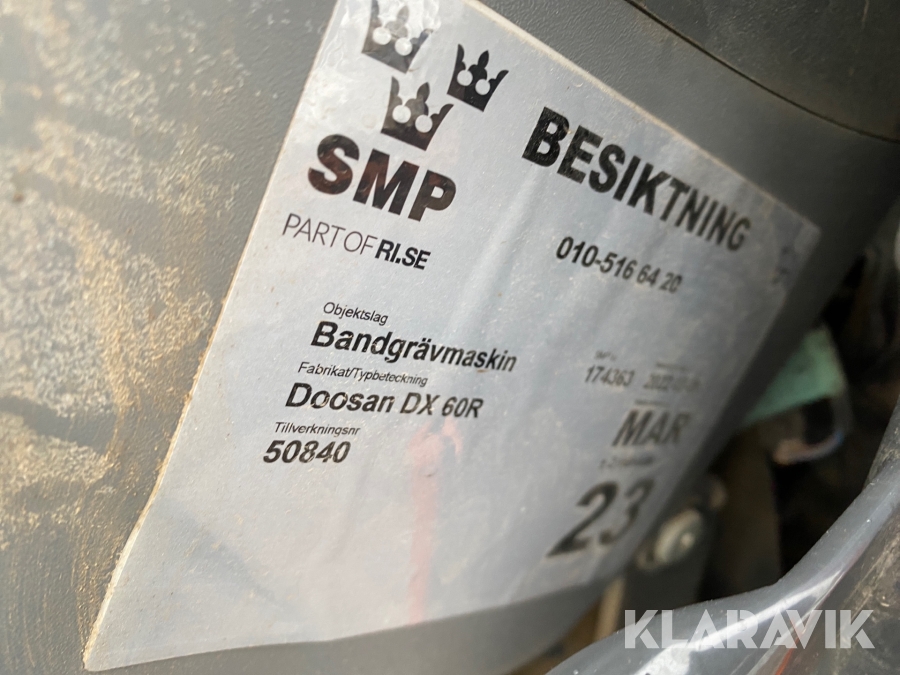 SMP
PART OF RI.SE
BESIKTNING
010-516 64 20
Objektslag
Bandgrävmaskin
Fabrikat/Typbeteckning
Doosan DX 60R
Tillverkningsnr
50840
174363
MAR
23
KLARAVIK